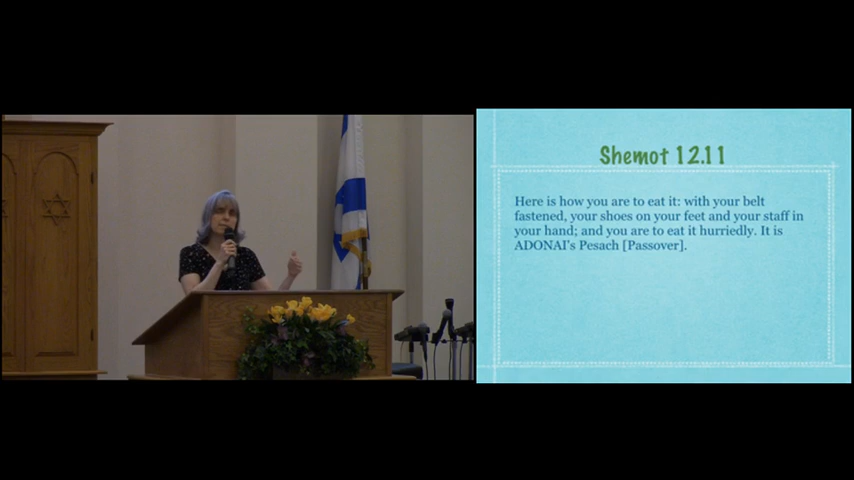 Shemot 12.11
Here is how you are to eat it: with your belt
fastened, your shoes on your feet and your staff in
your hand; and you are to eat it hurriedly. It is
ADONAI's Pesach [Passover].